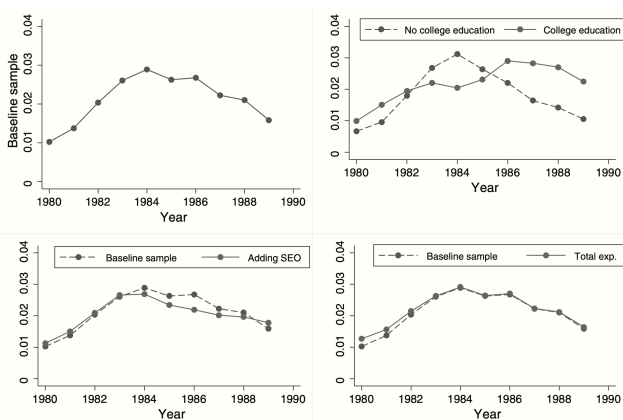 0.04
0.03
0.02
0.01
0
Baseline sample
1980 1982 1984 1986 1988 1990
Year
No college education College education
0.04
0.03
0.02
0.01
0
1980 1982 1984 1986 1988 1990
Year
Baseline sample Adding SEO
0.04
0.03
0.02
0.01
0
1980 1982 1984 1986 1988 1990
Year
Baseline sample Total exp.
0.04
0.03
0.02
0.01
0
1980 1982 1984 1986 1988 1990
Year